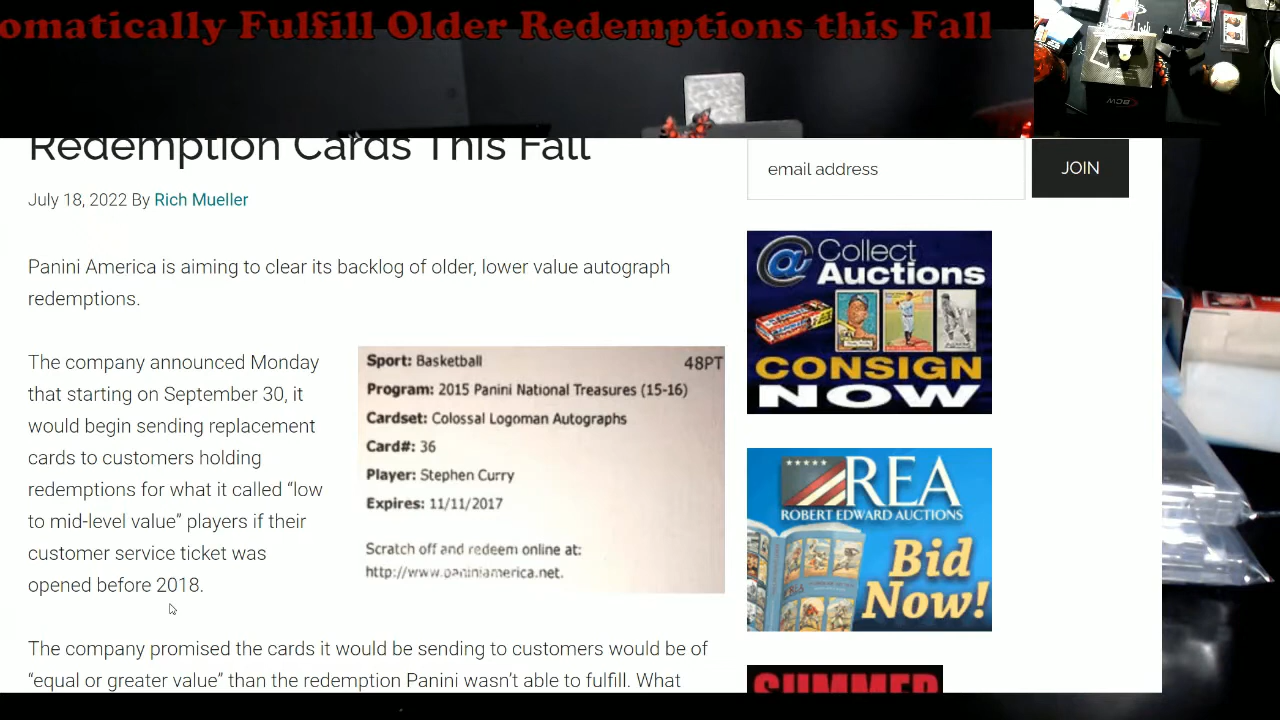 omatically Fulfill Older Redemptions this Fall
Redemption Cards This Fall
July 18, 2022 By Rich Mueller
Panini America is aiming to clear its backlog of older, lower value autograph
redemptions.
The company announced Monday
that starting on September 30, it
would begin sending replacement
cards to customers holding
redemptions for what it called “low
to mid-level value” players if their
customer service ticket was
opened before 2018.
Sport: Basketball 48PT
Program: 2015 Panini National Treasures (15-16)
Cardset: Colossal Logoman Autographs
Card#: 36
Player: Stephen Curry
Expires: 11/11/2017
Scratch off and redeem online at:
http://www.paniniamerica.net.
The company promised the cards it would be sending to customers would be of
“equal or greater value” than the redemption Panini wasn’t able to fulfill. What
email address
JOIN
Collect
Auctions
CONSIGN
NOW
REA
ROBERT EDWARD AUCTIONS
Bid
Now!
SUMMER
BCW